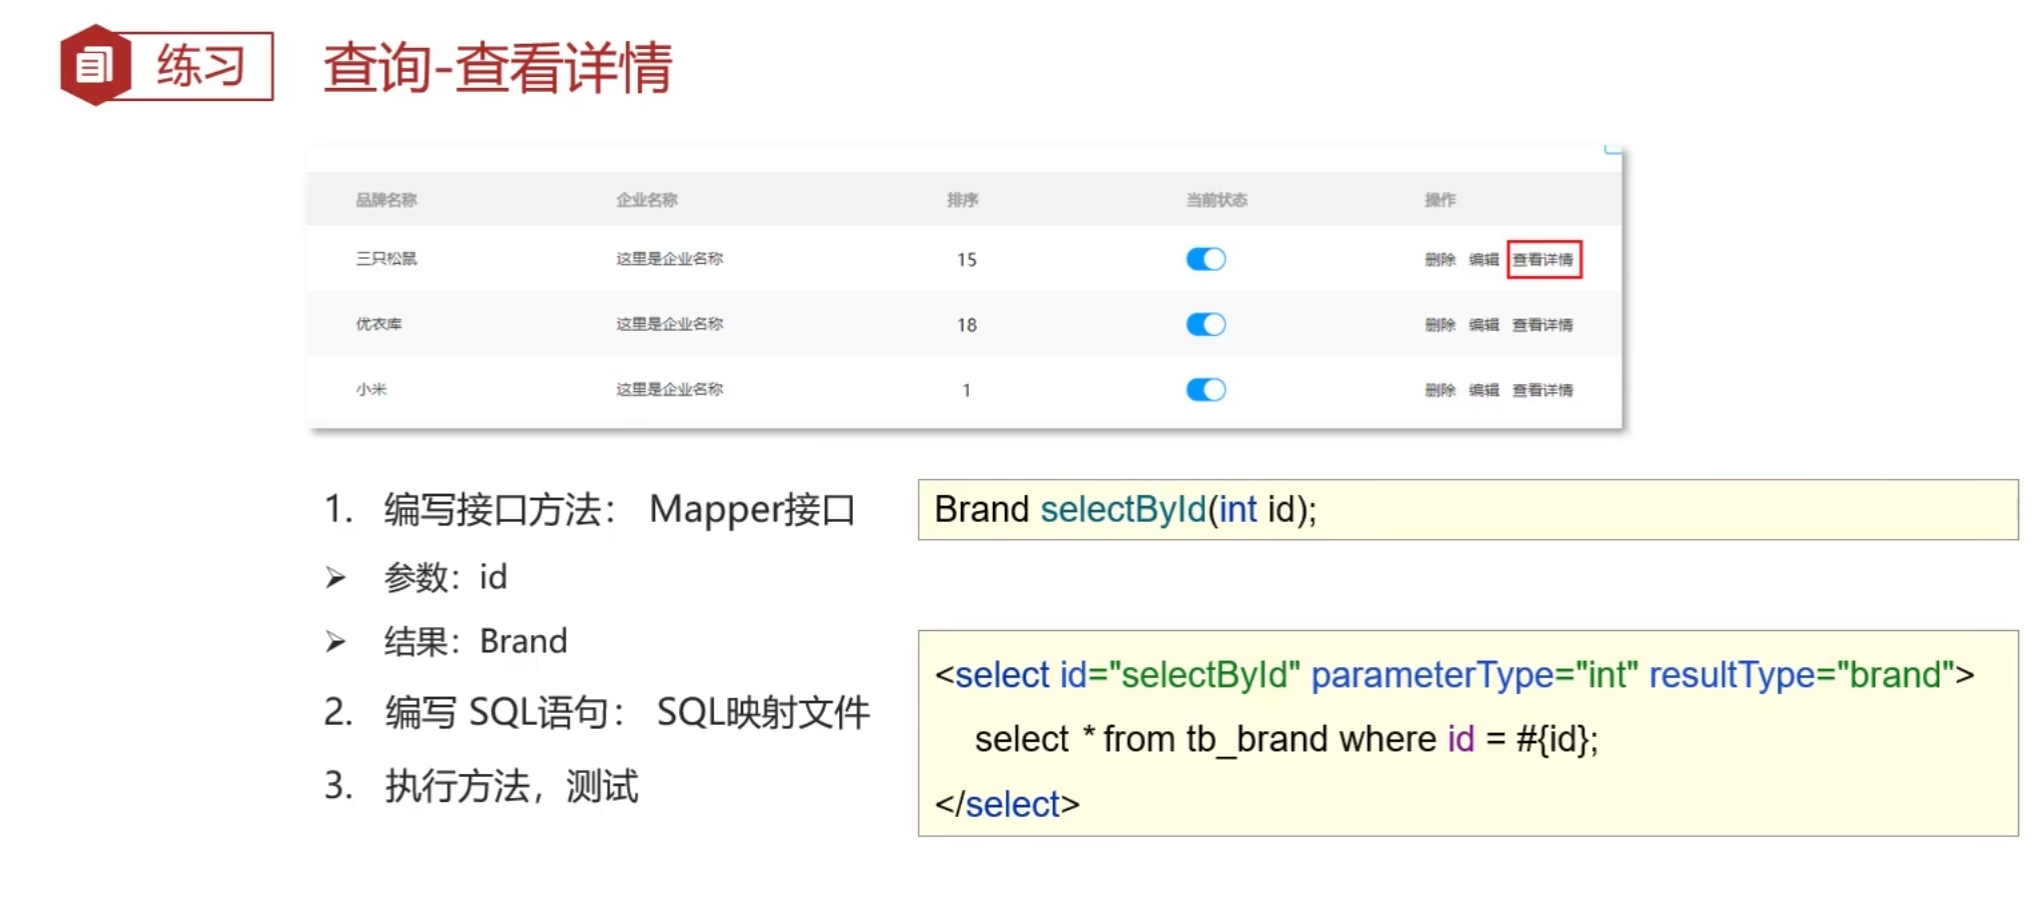 练习
查询-查看详情
品牌名称 企业名称 排序 当前状态 操作
三只松鼠 这里是企业名称 15 删除 编辑 查看详情
优衣库 这里是企业名称 18 删除 编辑 查看详情
小米 这里是企业名称 1 删除 编辑 查看详情
1. 编写接口方法： Mapper接口
➢ 参数：id
➢ 结果：Brand
2. 编写 SQL语句： SQL映射文件
3. 执行方法，测试
Brand selectById(int id);
<select id="selectById" parameterType="int" resultType="brand">
select * from tb_brand where id = #{id};
</select>